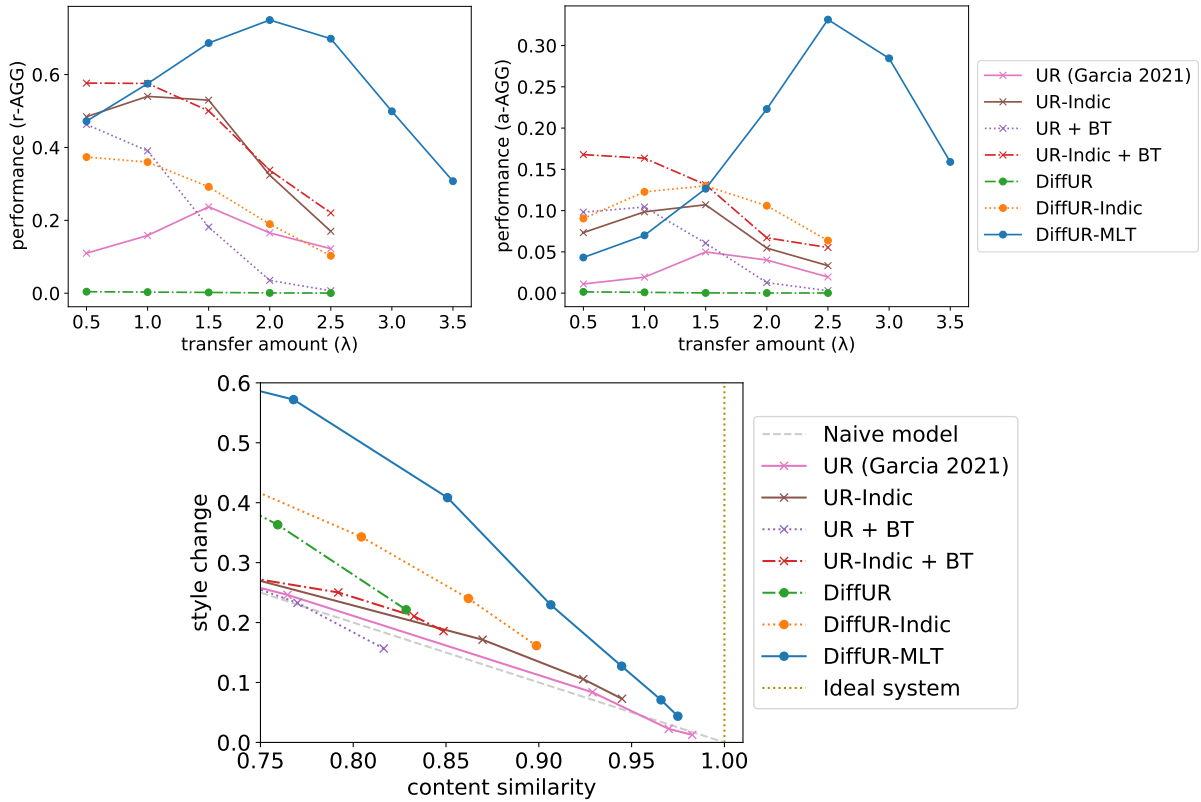 performance (r-AGG)
0.6
0.4
0.2
0.0
0.5 1.0 1.5 2.0 2.5 3.0 3.5
transfer amount (λ)
performance (a-AGG)
0.30
0.25
0.20
0.15
0.10
0.05
0.00
0.5 1.0 1.5 2.0 2.5 3.0 3.5
transfer amount (λ)
UR (Garcia 2021)
UR-Indic
UR + BT
UR-Indic + BT
DiffUR
DiffUR-Indic
DiffUR-MLT
style change
0.6
0.5
0.4
0.3
0.2
0.1
0.0
0.75 0.80 0.85 0.90 0.95 1.00
content similarity
Naive model
UR (Garcia 2021)
UR-Indic
UR + BT
UR-Indic + BT
DiffUR
DiffUR-Indic
DiffUR-MLT
Ideal system